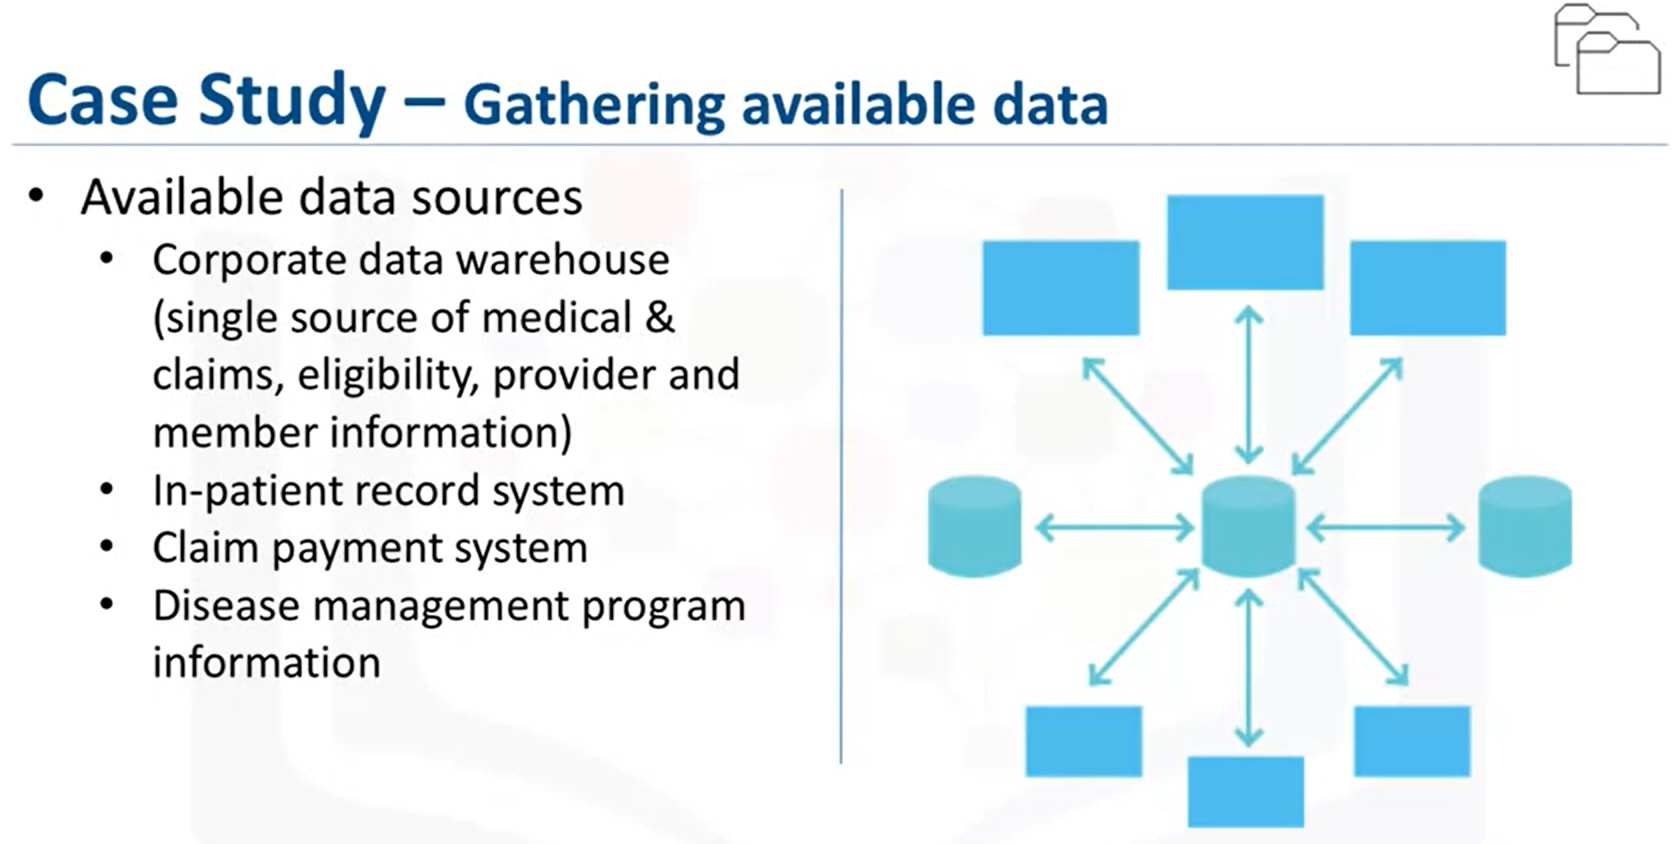 Case Study – Gathering available data
• Available data sources
• Corporate data warehouse
(single source of medical &
claims, eligibility, provider and
member information)
• In-patient record system
• Claim payment system
• Disease management program
information